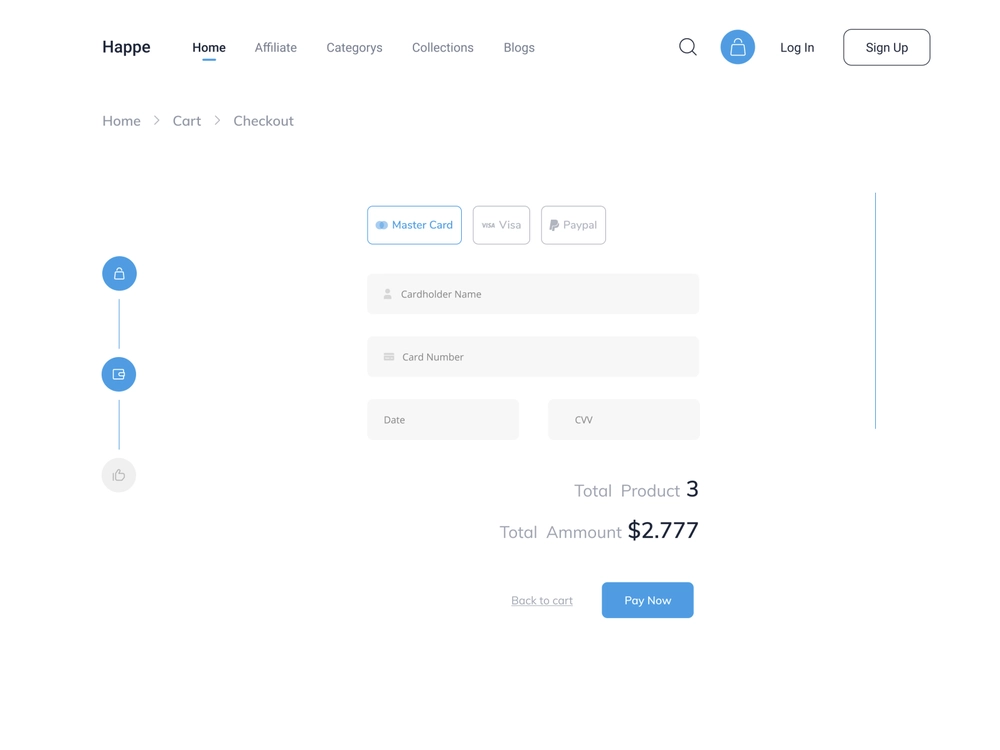 Happe Home Affiliate Categorys Collections Blogs Log In Sign Up
Home > Cart > Checkout
Master Card VISA Visa Paypal
Cardholder Name
Card Number
Date CVV
Total Product 3
Total Ammount $2.777
Back to cart Pay Now